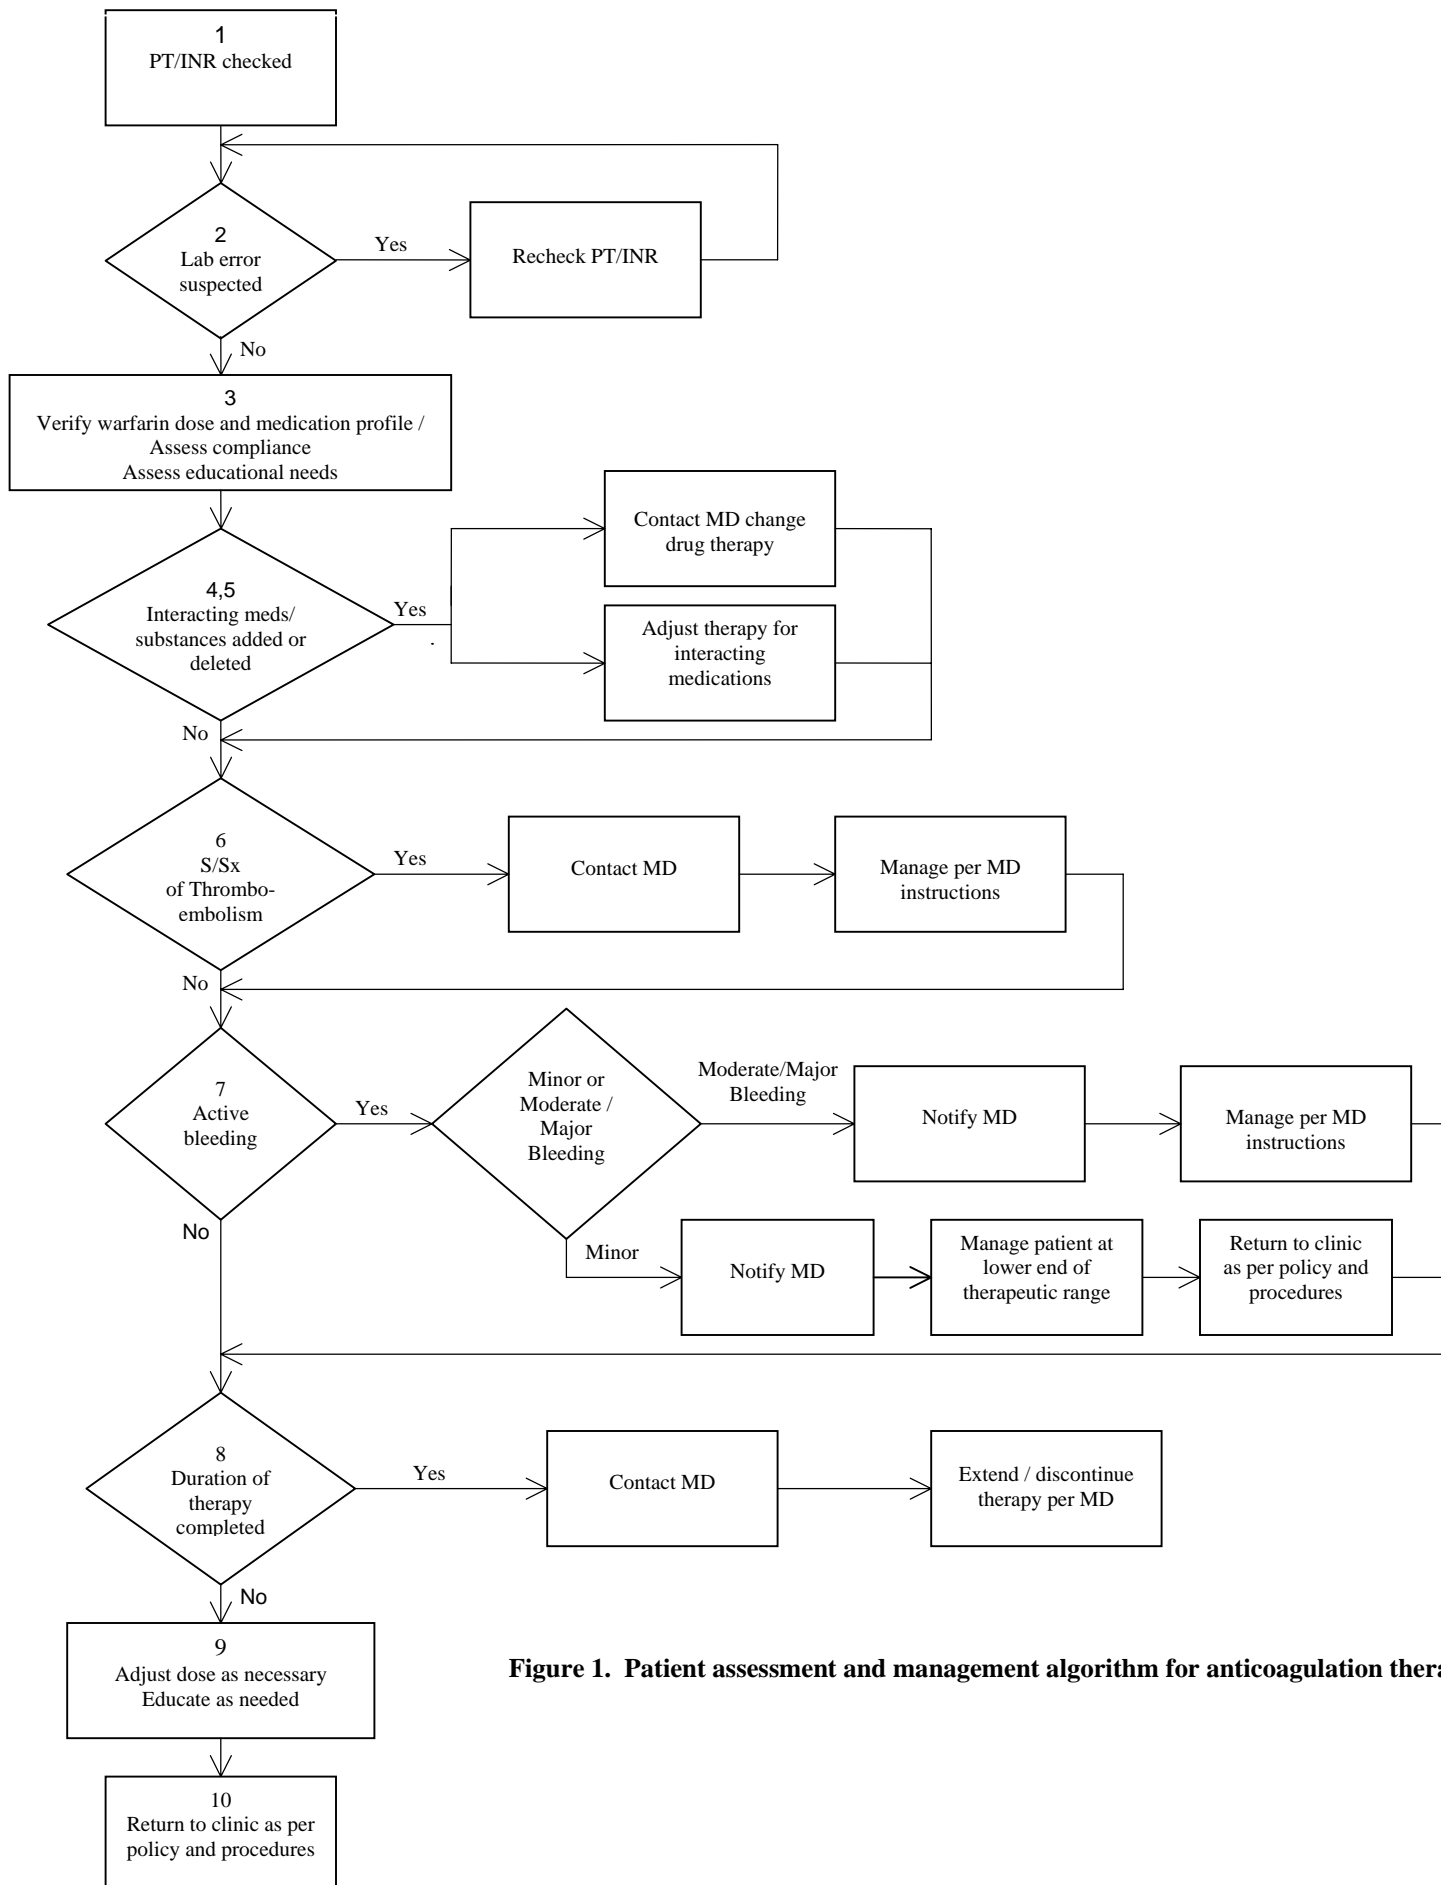 1
PT/INR checked
2
Lab error
suspected
Yes
Recheck PT/INR
No
3
Verify warfarin dose and medication profile /
Assess compliance
Assess educational needs
4,5
Interacting meds/
substances added or
deleted
Yes
.
Contact MD change
drug therapy
Adjust therapy for
interacting
medications
No
6
S/Sx
of Thrombo-
embolism
Yes
Contact MD
Manage per MD
instructions
No
7
Active
bleeding
Yes
Minor or
Moderate /
Major
Bleeding
Moderate/Major
Bleeding
Notify MD
Manage per MD
instructions
No
Minor
Notify MD
Manage patient at
lower end of
therapeutic range
Return to clinic
as per policy and
procedures
8
Duration of
therapy
completed
Yes
Contact MD
Extend / discontinue
therapy per MD
No
9
Adjust dose as necessary
Educate as needed
Figure 1. Patient assessment and management algorithm for anticoagulation thera
10
Return to clinic as per
policy and procedures